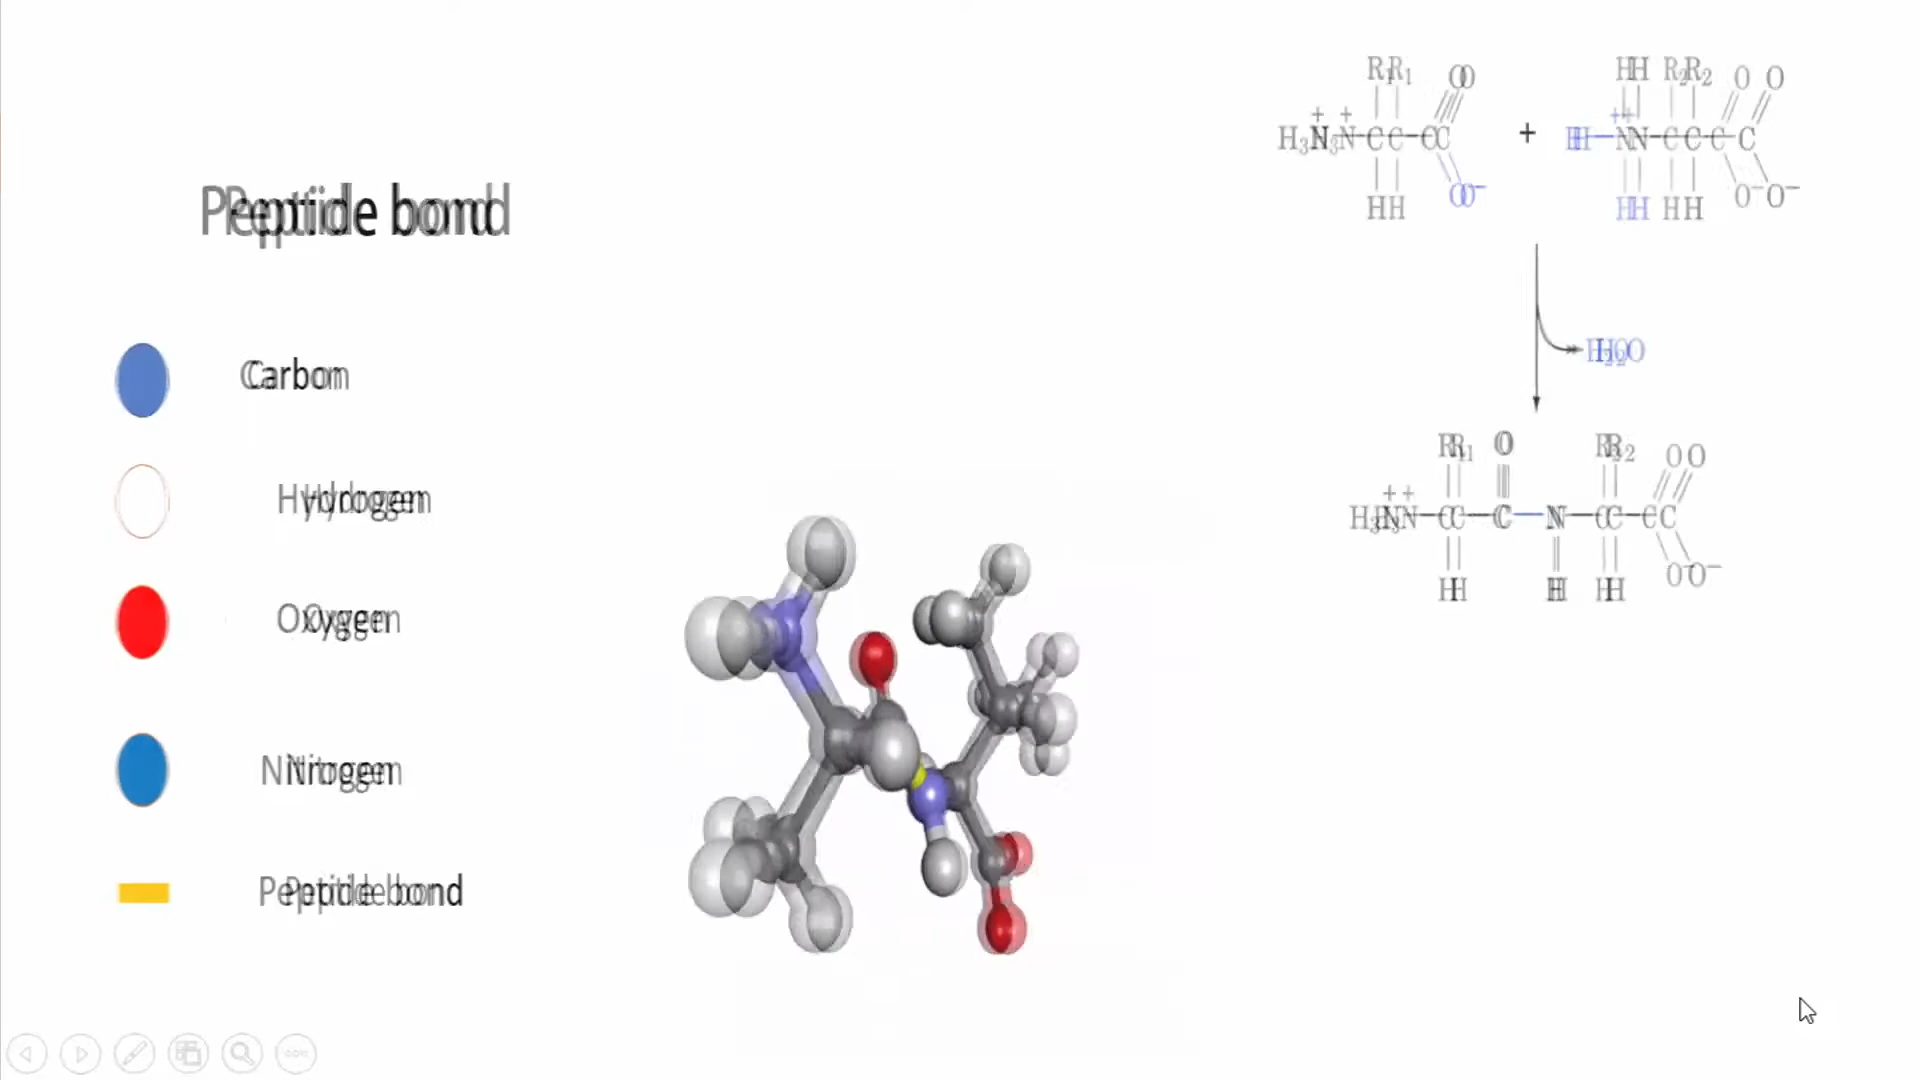 Peptide bond
Carbon
Hydrogen
Oxygen
Nitrogen
Peptide bond
R₁ O H R₂ O
H₃N⁺ C C + H N⁺ C C
H O⁻ H H O⁻
H₂O
R₁ O R₂ O
H₃N⁺ C C N C C
H H H O⁻